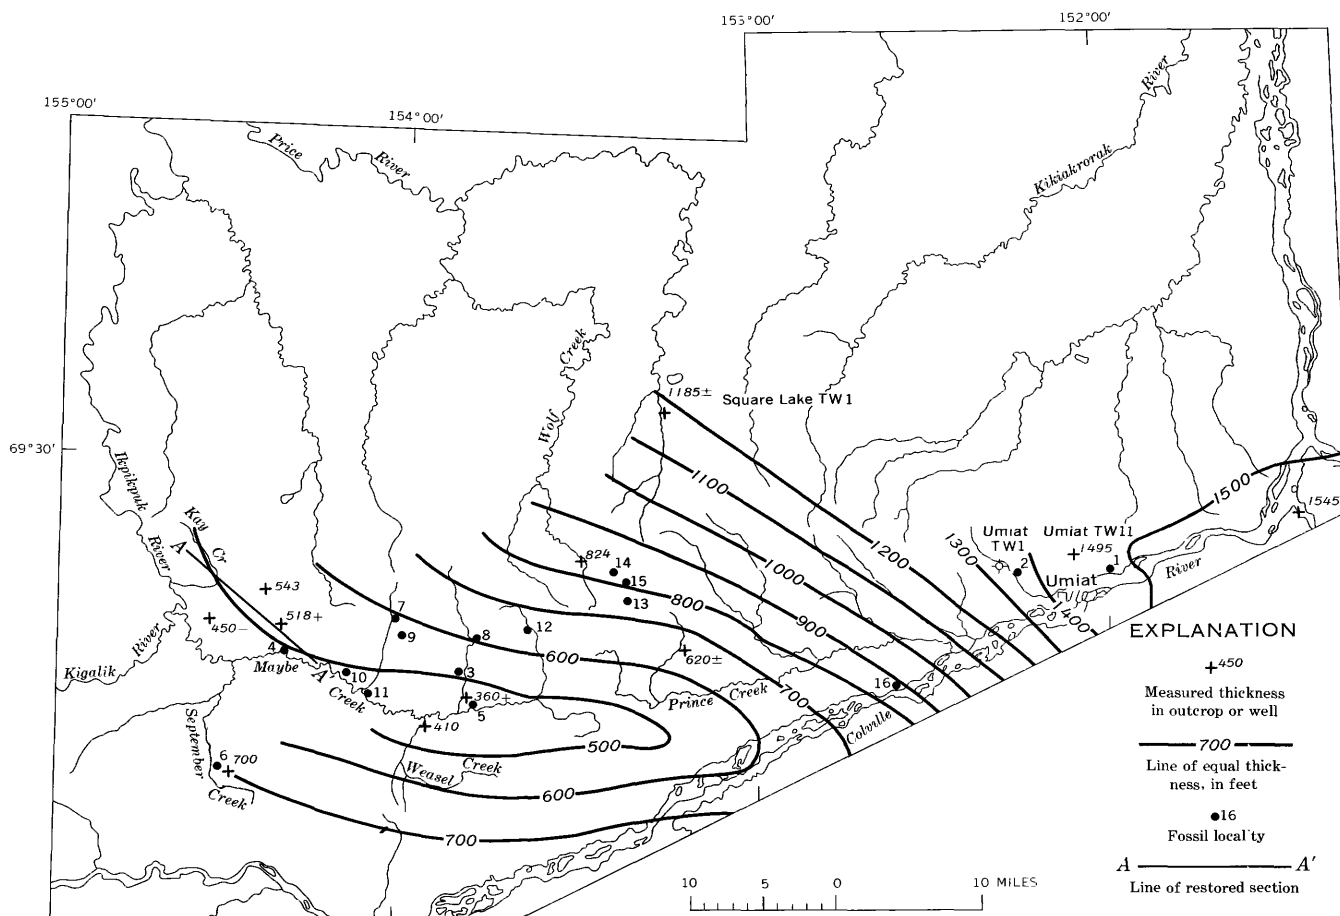 153°00'
152°00'
155°00'
154°00'
Price
River
River
Kikiakrorak
Wolf
Creek
1185± Square Lake TW 1
69°30'
Ikpikpuk
River
Kay
Cr
A
1100
1500
1545
1200
1300
Umiat
TW1
Umiat TW 11
1495
2
1
Umiat
River
1400
824
14
15
13
1000
800
900
543
518+
450–
7
9
8
12
600
620±
4
Maybe
A'
10
11
Creek
3
360+
5
410
Kigalik
River
Prince
Creek
700
16
Colville
September
Creek
6
700
500
Weasel
Creek
600
700
EXPLANATION
450
Measured thickness
in outcrop or well
700
Line of equal thick-
ness, in feet
16
Fossil locality
A
A'
Line of restored section
10 5 0 10 MILES